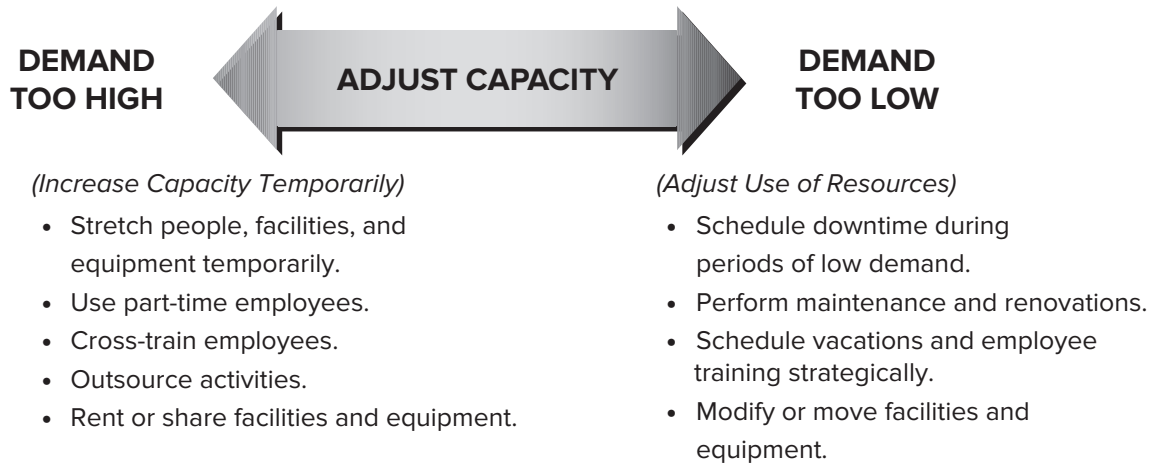 DEMAND
TOO HIGH
ADJUST CAPACITY
DEMAND
TOO LOW
(Increase Capacity Temporarily)
• Stretch people, facilities, and
equipment temporarily.
• Use part-time employees.
• Cross-train employees.
• Outsource activities.
• Rent or share facilities and equipment.
(Adjust Use of Resources)
• Schedule downtime during
periods of low demand.
• Perform maintenance and renovations.
• Schedule vacations and employee
training strategically.
• Modify or move facilities and
equipment.